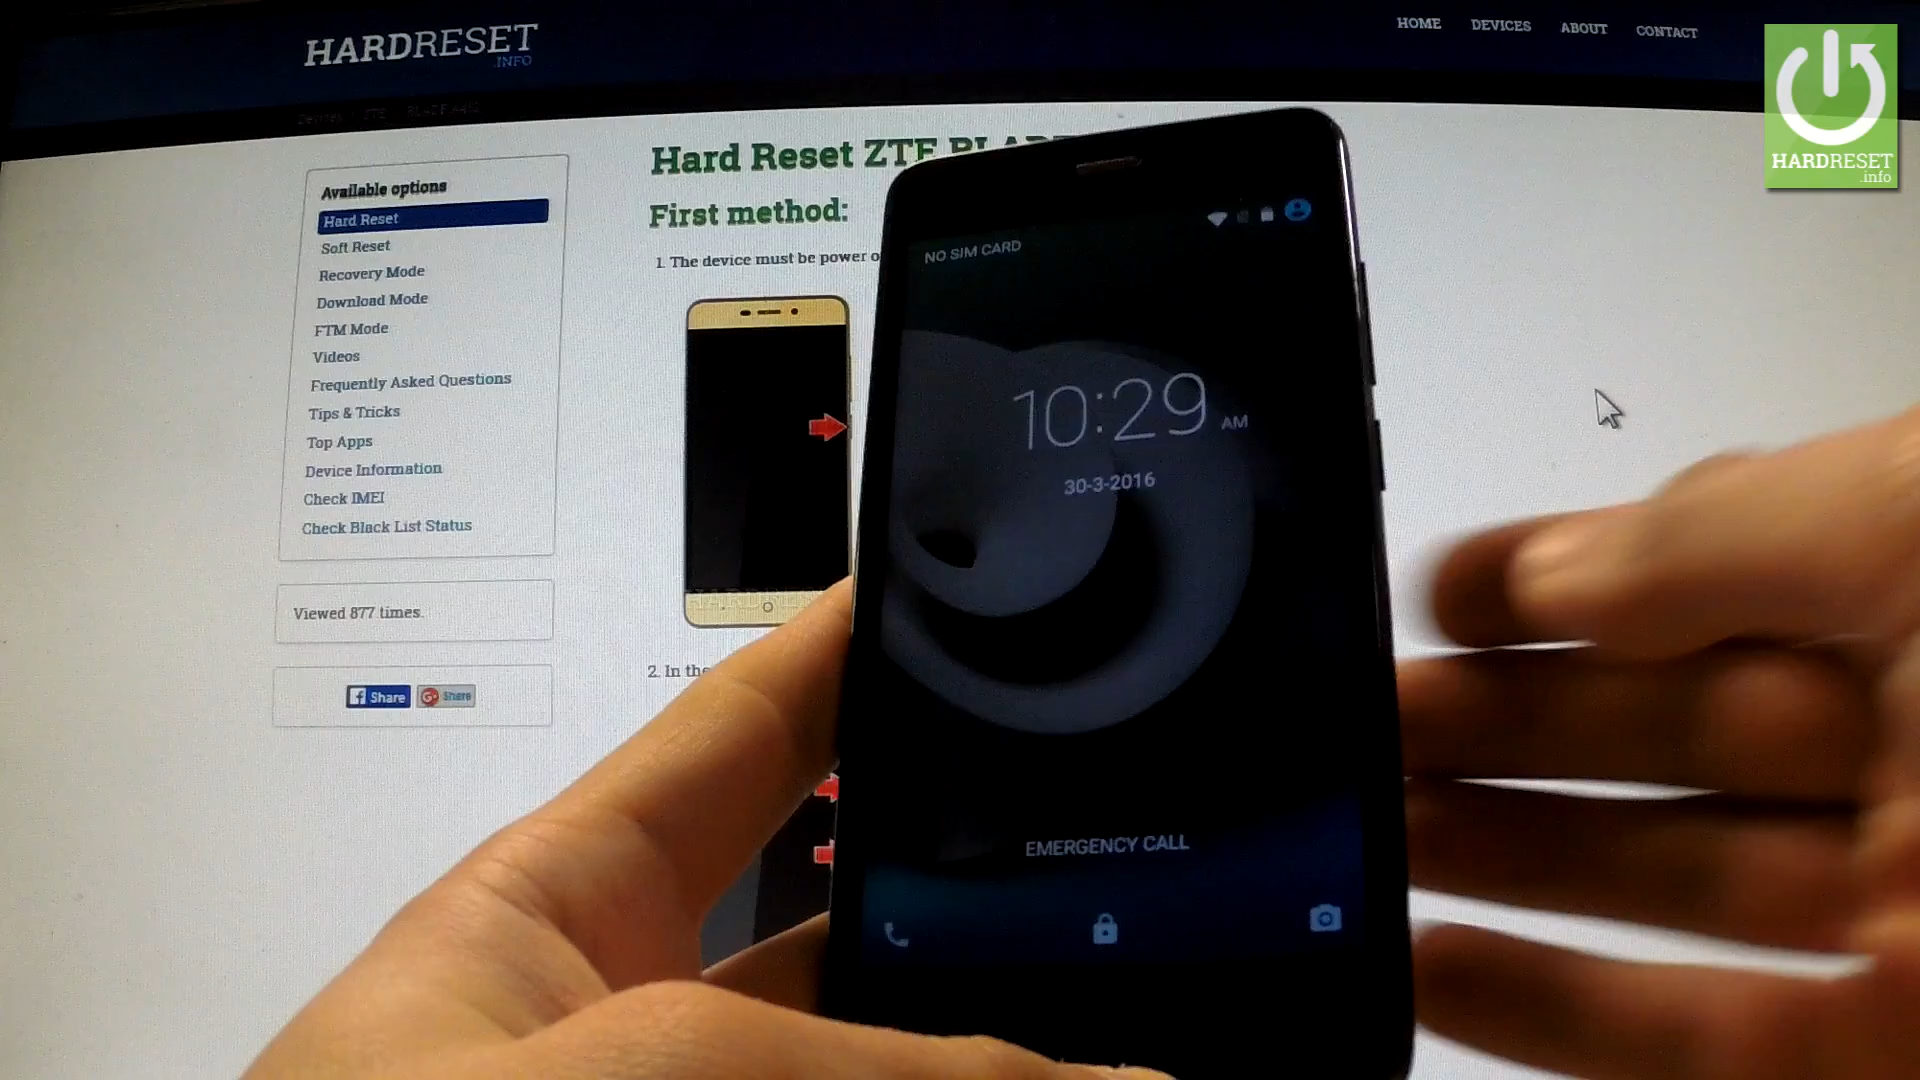 HARDRESET
.INFO
HOME DEVICES ABOUT CONTACT
HARDRESET
.info
Available options
Hard Reset
Soft Reset
Recovery Mode
Download Mode
FTM Mode
Videos
Frequently Asked Questions
Tips & Tricks
Top Apps
Device Information
Check IMEI
Check Black List Status
Viewed 877 times.
Share
Share
Hard Reset ZTE
First method:
1. The device must be power
2. In the
NO SIM CARD
10:29 AM
30-3-2016
EMERGENCY CALL